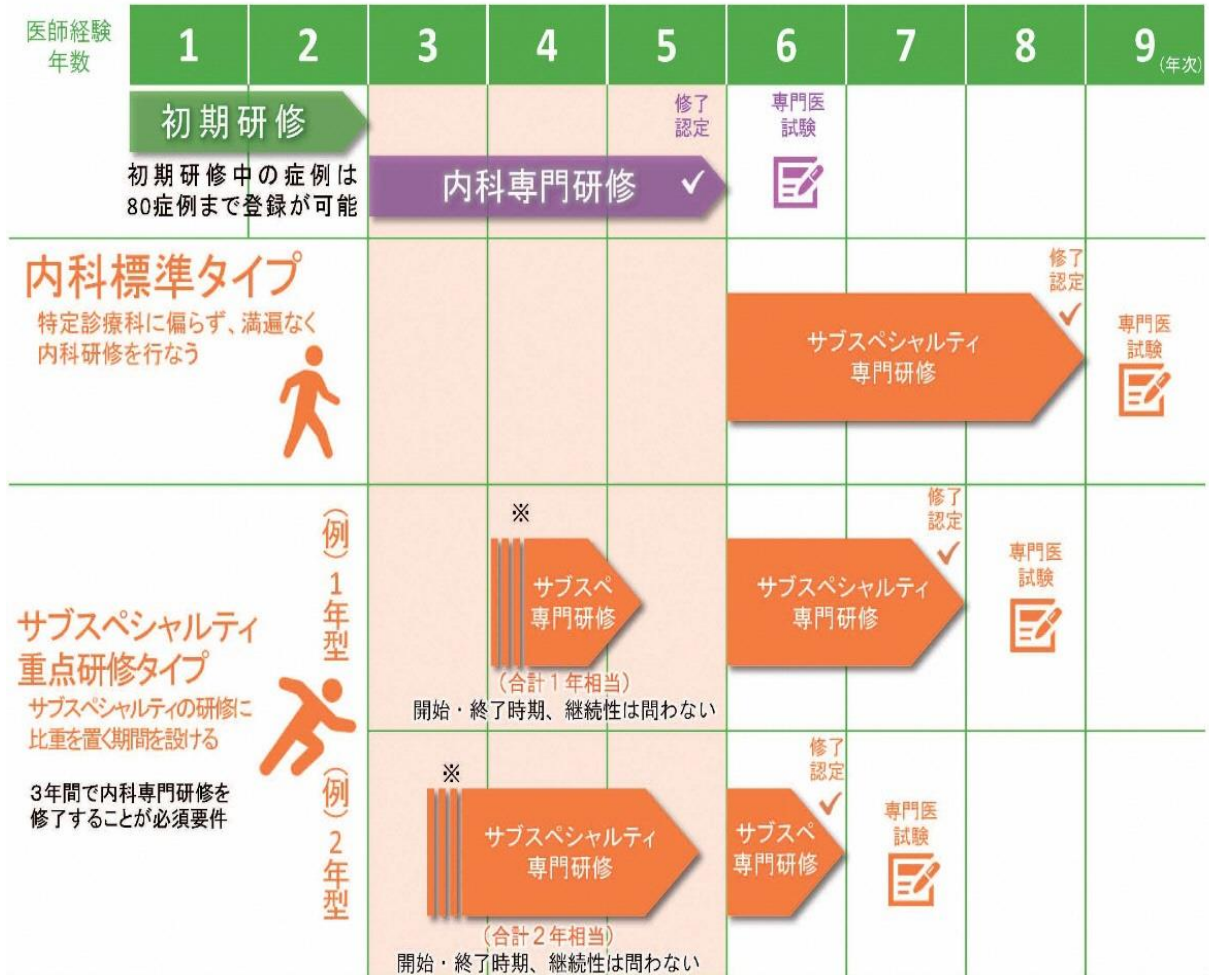 医師経験
年数
1
2
3
4
5
6
7
8
9(年次)
初期研修
初期研修中の症例は
80症例まで登録が可能
内科専門研修
修了
認定
専門医
試験
内科標準タイプ
特定診療科に偏らず、満遍なく
内科研修を行なう
サブスペシャルティ
専門研修
修了
認定
専門医
試験
サブスペシャルティ
重点研修タイプ
サブスペシャルティの研修に
比重を置く期間を設ける
3年間で内科専門研修を
修了することが必須要件
(例)1年型
※
サブスペ
専門研修
(合計1年相当)
開始・終了時期、継続性は問わない
サブスペシャルティ
専門研修
修了
認定
専門医
試験
(例)2年型
※
サブスペシャルティ
専門研修
(合計2年相当)
開始・終了時期、継続性は問わない
サブスペ
専門研修
修了
認定
専門医
試験